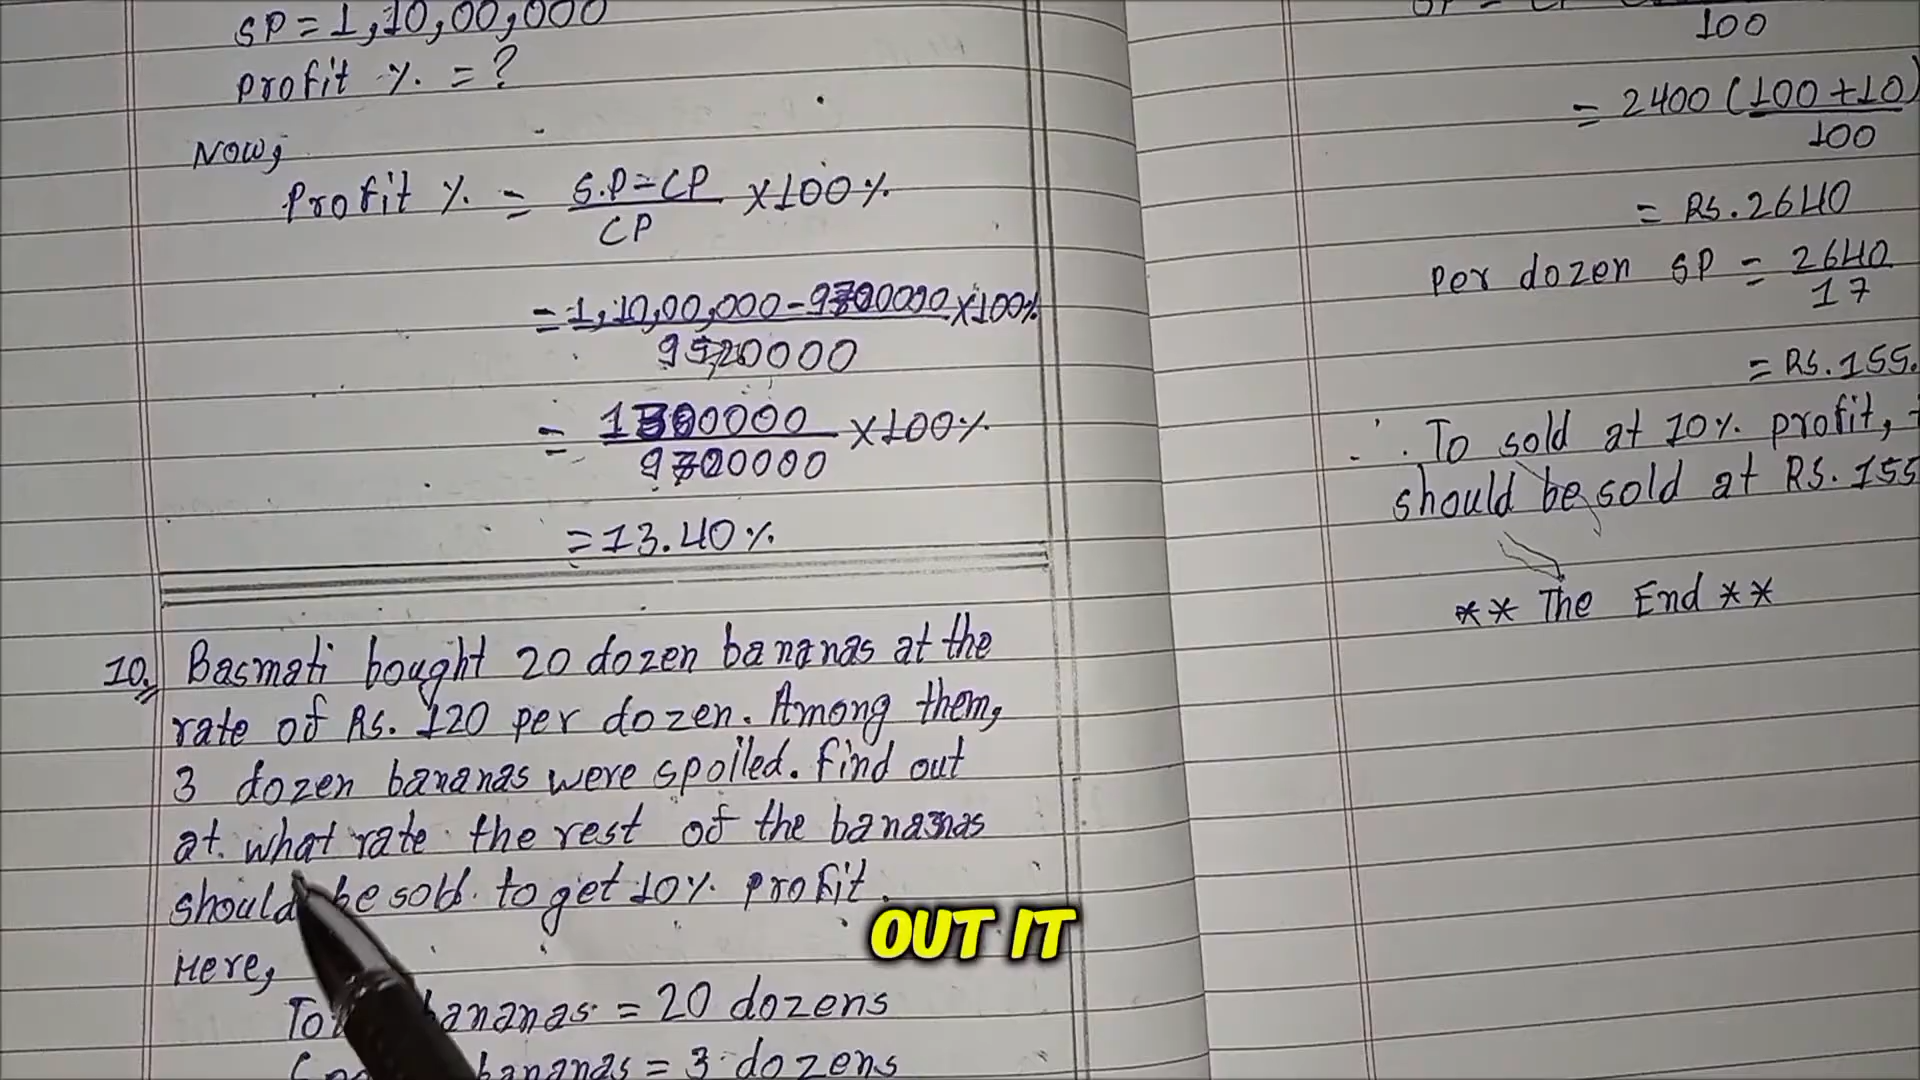 SP = 1,10,00,000
Profit % = ?
Now,
Profit % = S.P - CP / CP × 100%
= 1,10,00,000 - 9700000 / 9700000 × 100%
= 1300000 / 9700000 × 100%
= 13.40%
10. Basmati bought 20 dozen bananas at the
rate of Rs. 120 per dozen. Among them,
3 dozen bananas were spoiled. Find out
at what rate the rest of the bananas
should be sold to get 10% profit.
Here,
bananas = 20 dozens
bananas = 3 dozens
100
= 2400 (100 + 10) / 100
= Rs. 2640
Per dozen SP = 2640 / 17
= Rs. 155.
∴ To sold at 10% profit,
should be sold at Rs. 155
** The End **
OUT IT